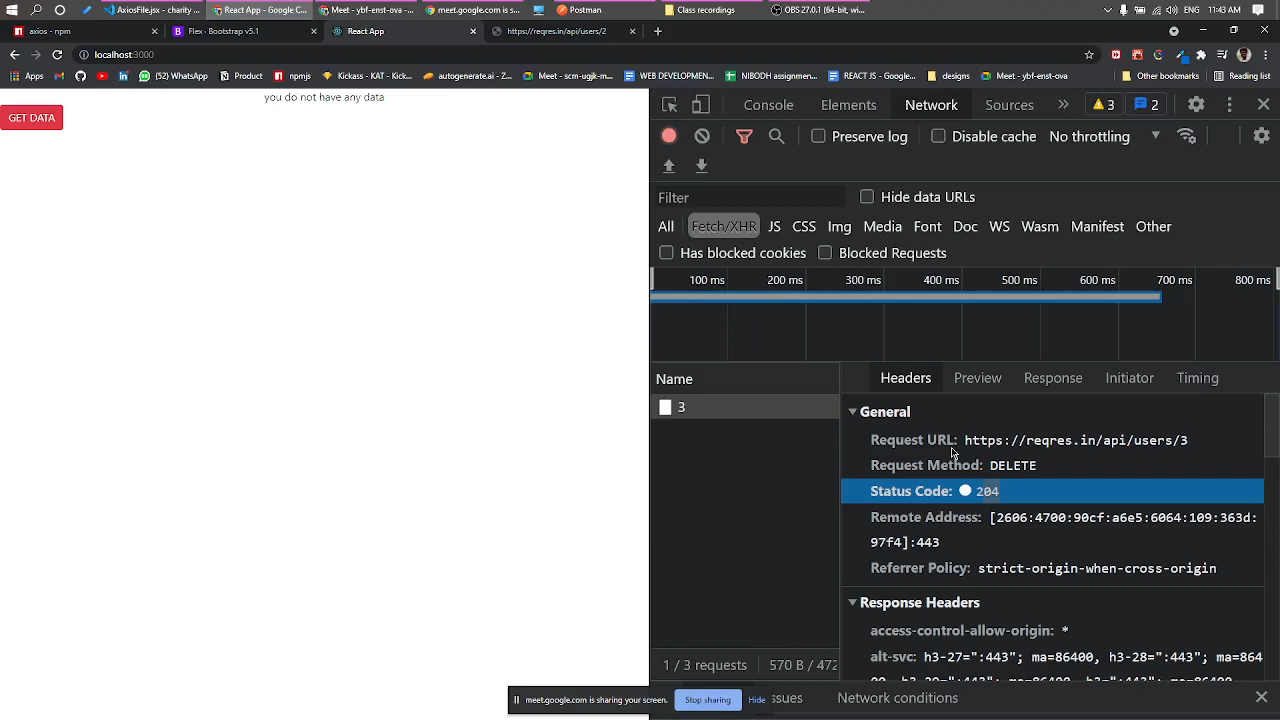 AxiosFile.js - charity ...
React App - Google C...
Meet - ybf-enst-ova - ...
meet.google.com is s...
Postman
Class recordings
OBS 27.0.1 (64-bit, wi...
ENG
11:43 AM
axios - npm
Flex · Bootstrap v5.1
React App
https://reqres.in/api/users/2
localhost:3000
Apps
(52) WhatsApp
Product
npmjs
Kickass - KAT - Kick...
autogenerate.ai - Z...
Meet - scm-ugjk-m...
WEB DEVELOPMEN...
NIBOCH assignmen...
DOM IN JS - Google...
designs
Meet - ybf-enst-ova
Other bookmarks
Reading list
you do not have any data
GET DATA
Console
Elements
Network
Sources
3
2
Preserve log
Disable cache
No throttling
Filter
Hide data URLs
All
Fetch/XHR
JS
CSS
Img
Media
Font
Doc
WS
Wasm
Manifest
Other
Has blocked cookies
Blocked Requests
100 ms
200 ms
300 ms
400 ms
500 ms
600 ms
700 ms
800 ms
Name
Headers
Preview
Response
Initiator
Timing
3
General
Request URL: https://reqres.in/api/users/3
Request Method: DELETE
Status Code: 204
Remote Address: [2606:4700:90cf:a6e5:6064:109:363d:
97f4]:443
Referrer Policy: strict-origin-when-cross-origin
Response Headers
access-control-allow-origin: *
alt-svc: h3-27=":443"; ma=86400, h3-28=":443"; ma=864
1 / 3 requests
570 B / 472
meet.google.com is sharing your screen.
Stop sharing
Hide
ssues
Network conditions